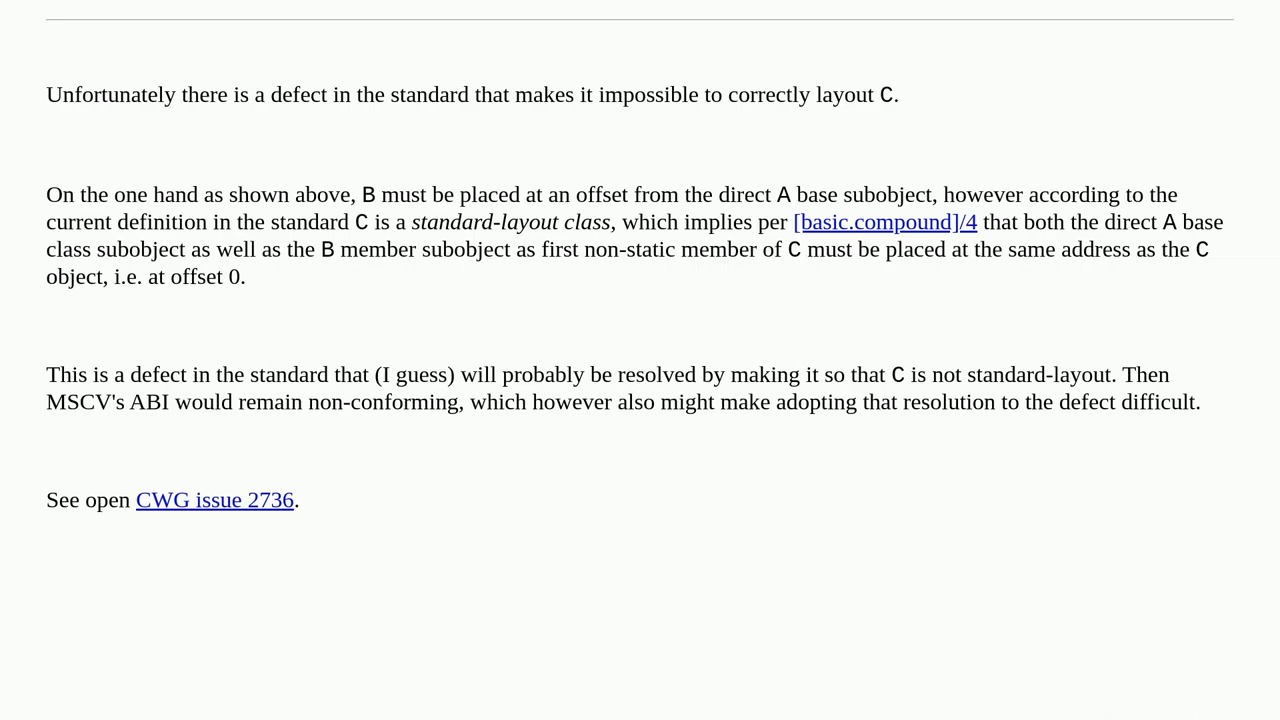 Unfortunately there is a defect in the standard that makes it impossible to correctly layout C.
On the one hand as shown above, B must be placed at an offset from the direct A base subobject, however according to the
current definition in the standard C is a standard-layout class, which implies per [basic.compound]/4 that both the direct A base
class subobject as well as the B member subobject as first non-static member of C must be placed at the same address as the C
object, i.e. at offset 0.
This is a defect in the standard that (I guess) will probably be resolved by making it so that C is not standard-layout. Then
MSCV's ABI would remain non-conforming, which however also might make adopting that resolution to the defect difficult.
See open CWG issue 2736.